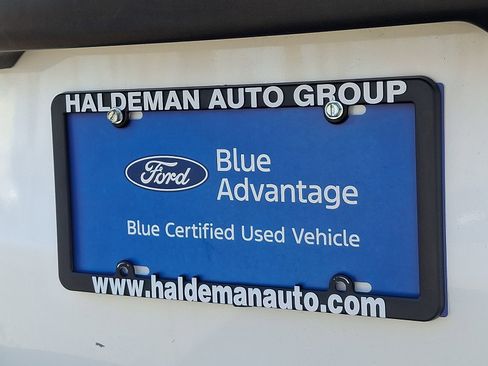 HALDEMAN AUTO GROUP
Ford
Blue
Advantage
Blue Certified Used Vehicle
www.haldemanauto.com